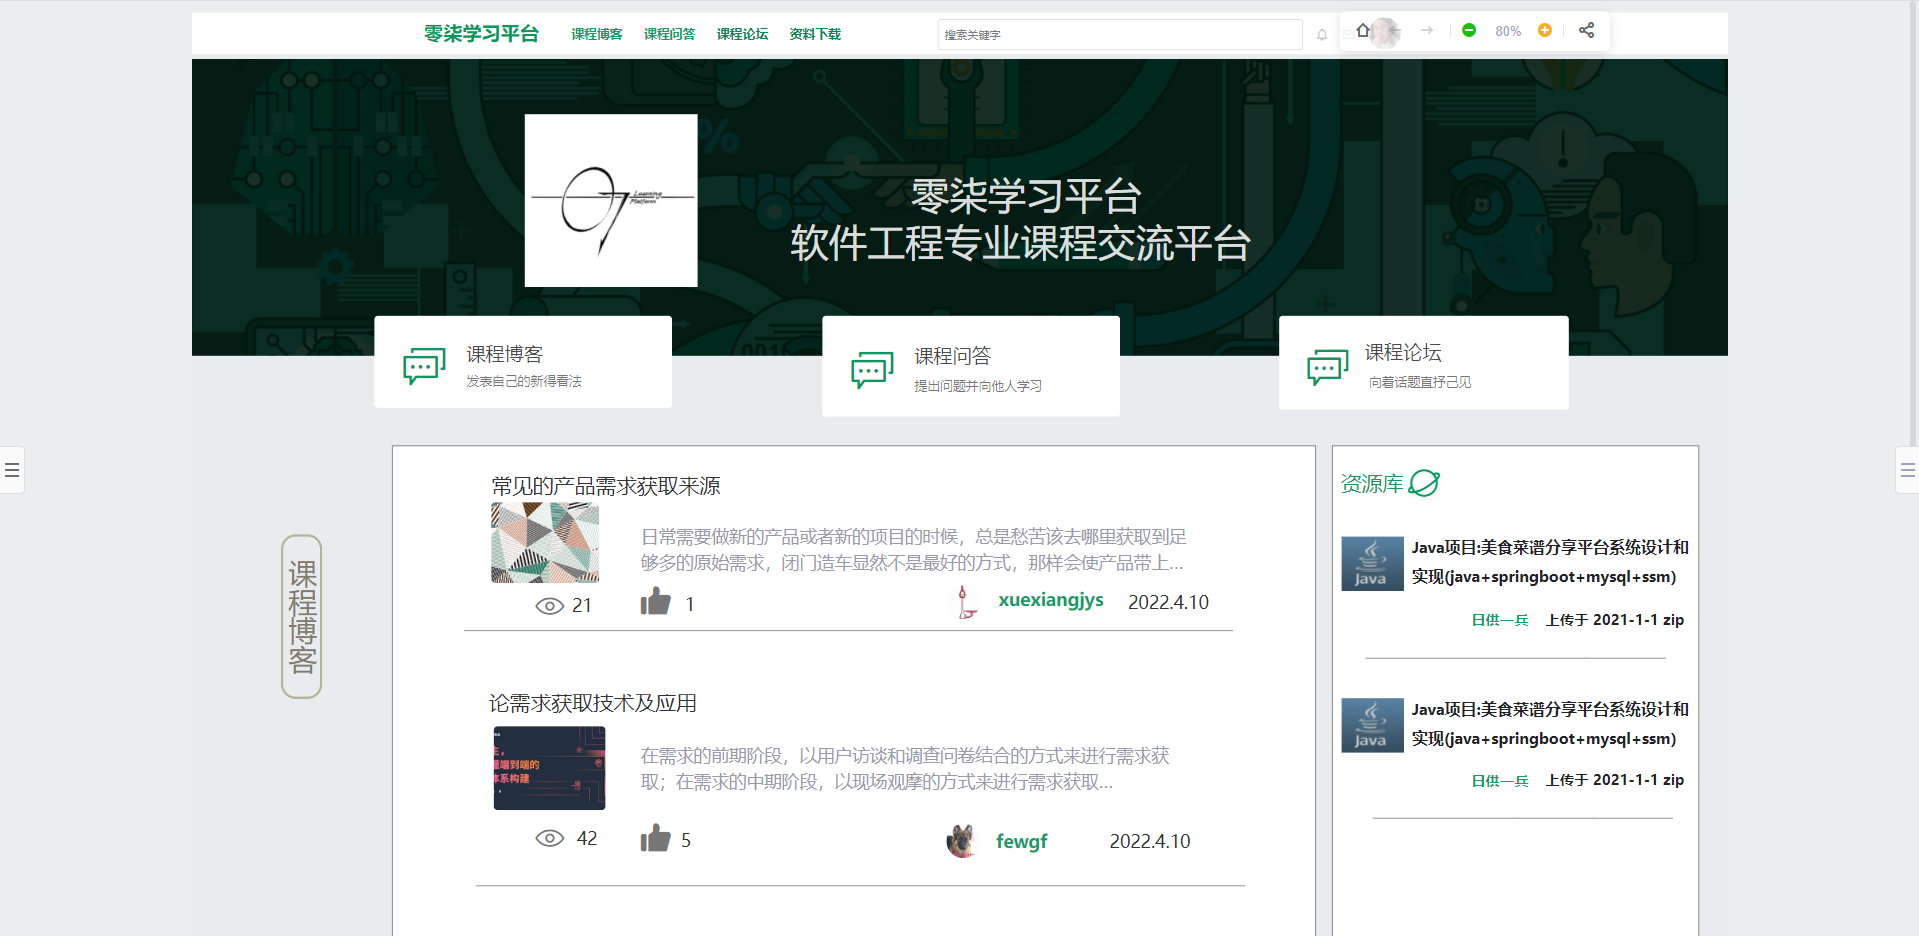 零柒学习平台
课程博客
课程问答
课程论坛
资料下载
搜索关键字
80%
Learning
Platform
零柒学习平台
软件工程专业课程交流平台
课程博客
发表自己的新得看法
课程问答
提出问题并向他人学习
课程论坛
向着话题直抒己见
课程博客
常见的产品需求获取来源
日常需要做新的产品或者新的项目的时候，总是愁苦该去哪里获取到足
够多的原始需求，闭门造车显然不是最好的方式，那样会使产品带上...
21
1
xuexiangjys
2022.4.10
论需求获取技术及应用
端到端的
体系构建
在需求的前期阶段，以用户访谈和调查问卷结合的方式来进行需求获
取；在需求的中期阶段，以现场观摩的方式来进行需求获取...
42
5
fewgf
2022.4.10
资源库
Java
Java项目:美食菜谱分享平台系统设计和
实现(java+springboot+mysql+ssm)
日供一兵 上传于 2021-1-1 zip
Java
Java项目:美食菜谱分享平台系统设计和
实现(java+springboot+mysql+ssm)
日供一兵 上传于 2021-1-1 zip